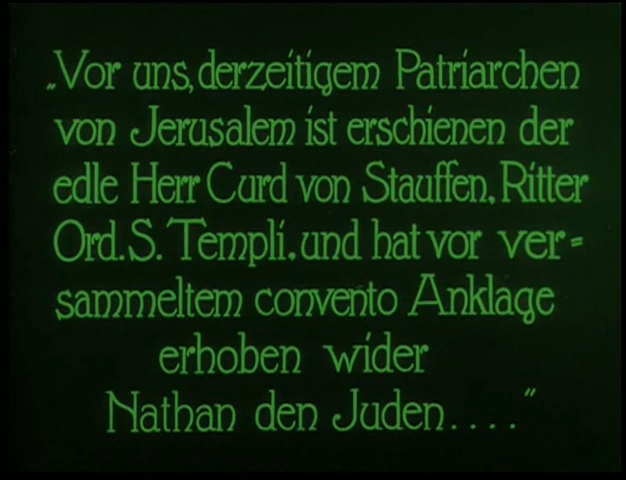 „Vor uns, derzeitigem Patriarchen
von Jerusalem ist erschienen der
edle Herr Curd von Stauffen, Ritter
Ord. S. Templi, und hat vor ver=
sammeltem convento Anklage
erhoben wider
Nathan den Juden....“